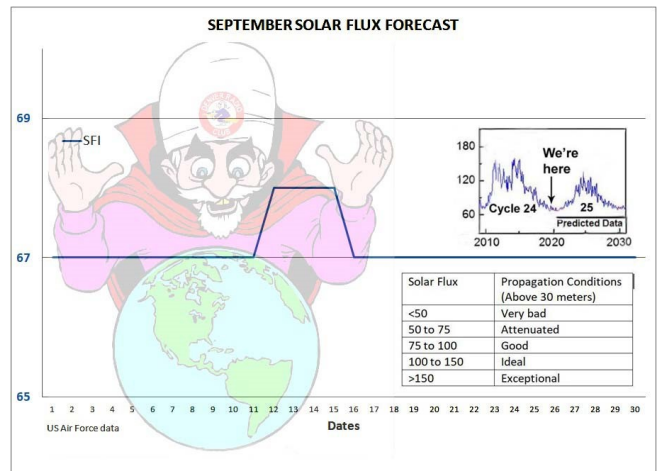 SEPTEMBER SOLAR FLUX FORECAST
69
SFI
67
65
180
120
60
We're
here
Cycle 24
25
Predicted Data
2010 2020 2030
Solar Flux Propagation Conditions
(Above 30 meters)
<50 Very bad
50 to 75 Attenuated
75 to 100 Good
100 to 150 Ideal
>150 Exceptional
1 2 3 4 5 6 7 8 9 10 11 12 13 14 15 16 17 18 19 20 21 22 23 24 25 26 27 28 29 30
US Air Force data
Dates